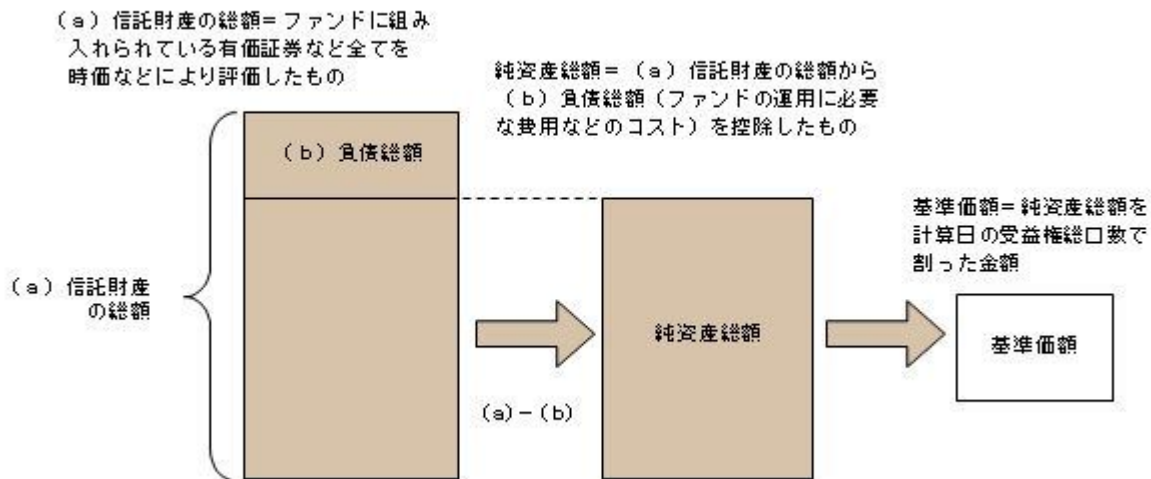 (a)信託財産の総額=ファンドに組み
入れられている有価証券など全てを
時価などにより評価したもの
純資産総額=(a)信託財産の総額から
(b)負債総額(ファンドの運用に必要
な費用などのコスト)を控除したもの
(b)負債総額
基準価額=純資産総額を
計算日の受益権総口数で
割った金額
(a)信託財産
の総額
純資産総額
基準価額
(a)-(b)